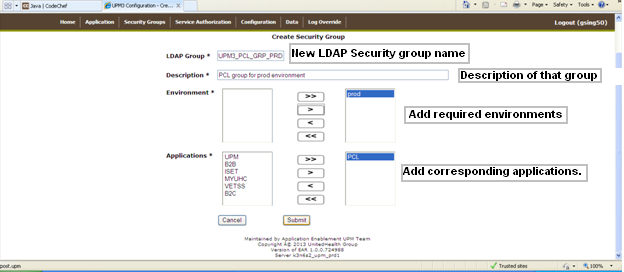 Java | CodeChef
UPM3 Configuration - Cre...
Page
Safety
Tools
Home
Application
Security Groups
Service Authorization
Configuration
Data
Log Override
Logout (gsing50)
Create Security Group
LDAP Group *
UPM3_PCL_GRP_PRD
New LDAP Security group name
Description *
PCL group for prod environment
Description of that group
Environment *
>>
>
<
<<
prod
Add required environments
Applications *
UPM
B2B
ISET
MYUHC
VETSS
B2C
>>
>
<
<<
PCL
Add corresponding applications.
Cancel
Submit
Maintained by Application Enablement UPM Team
Copyright Â© 2013 UnitedHealth Group
Version of EAR 1.0.0.724988
Server k3n6a2_upm_prd1
post.upm
Trusted sites
100%